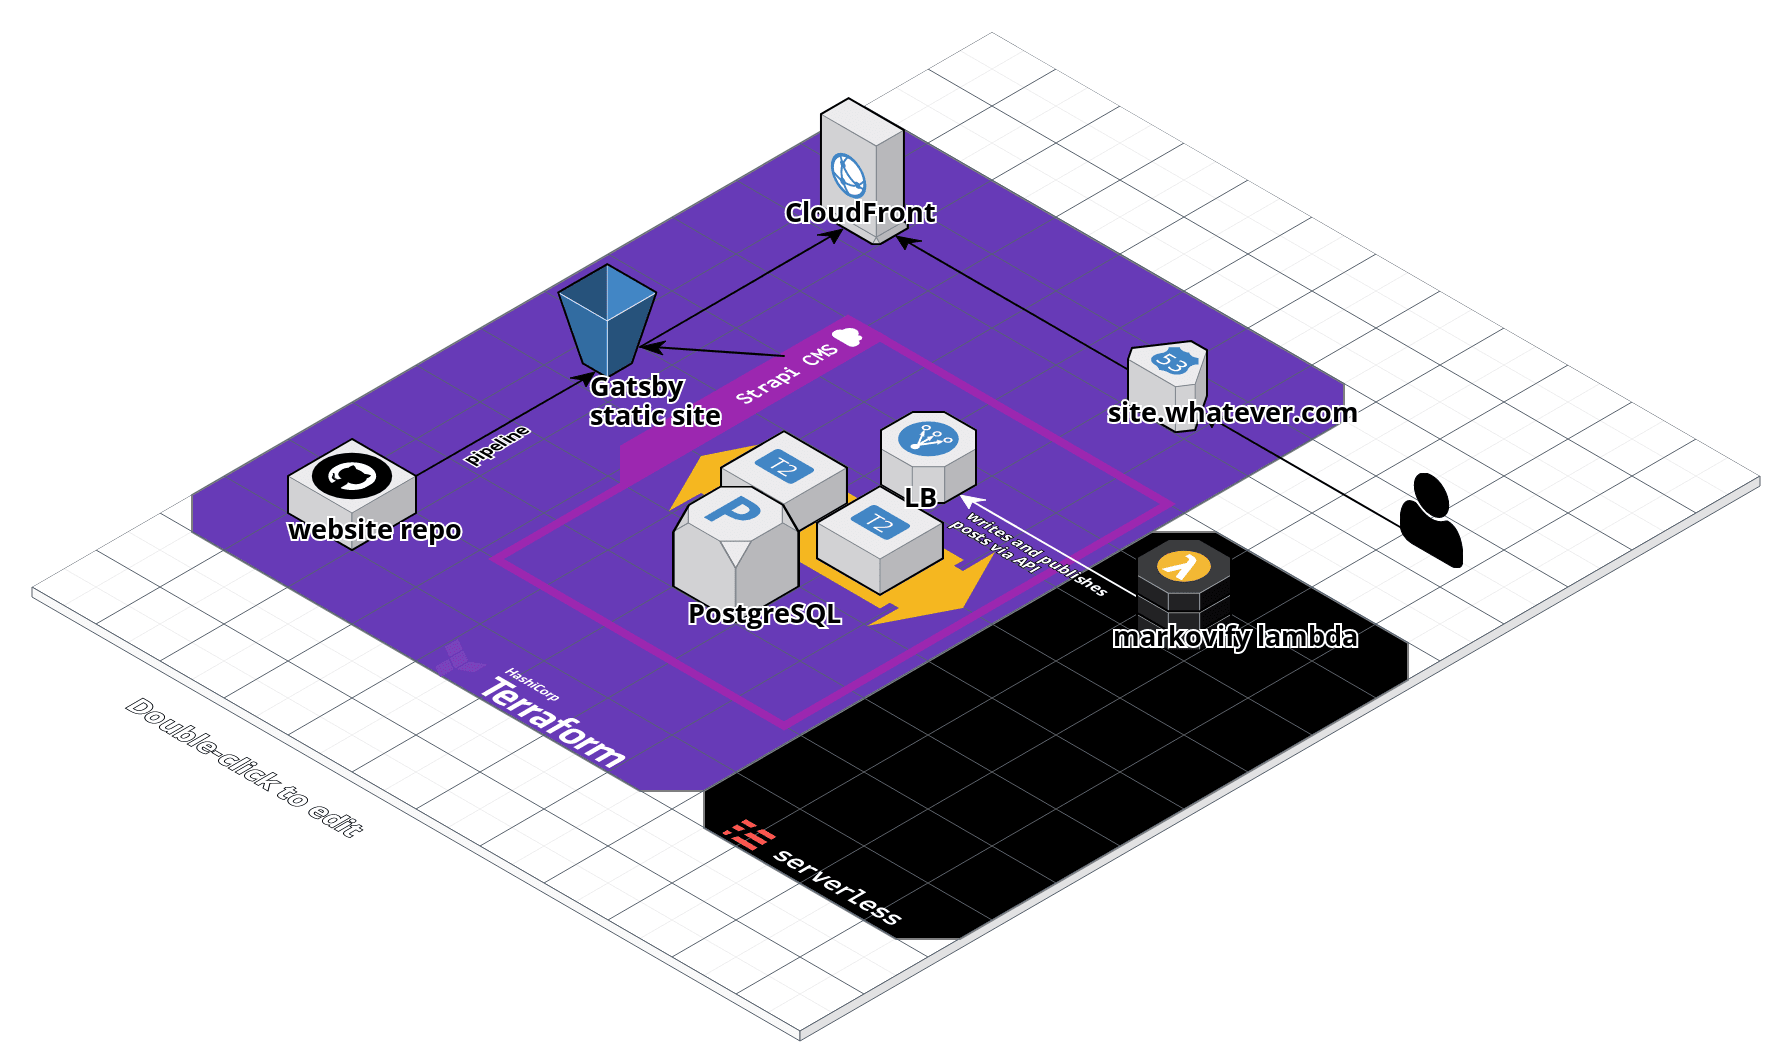 CloudFront
Gatsby
static site
Strapi CMS
53
site.whatever.com
pipeline
website repo
T2
LB
P
T2
writes and publishes
posts via API
PostgreSQL
λ
markovify lambda
HashiCorp
Terraform
Double-click to edit
serverless